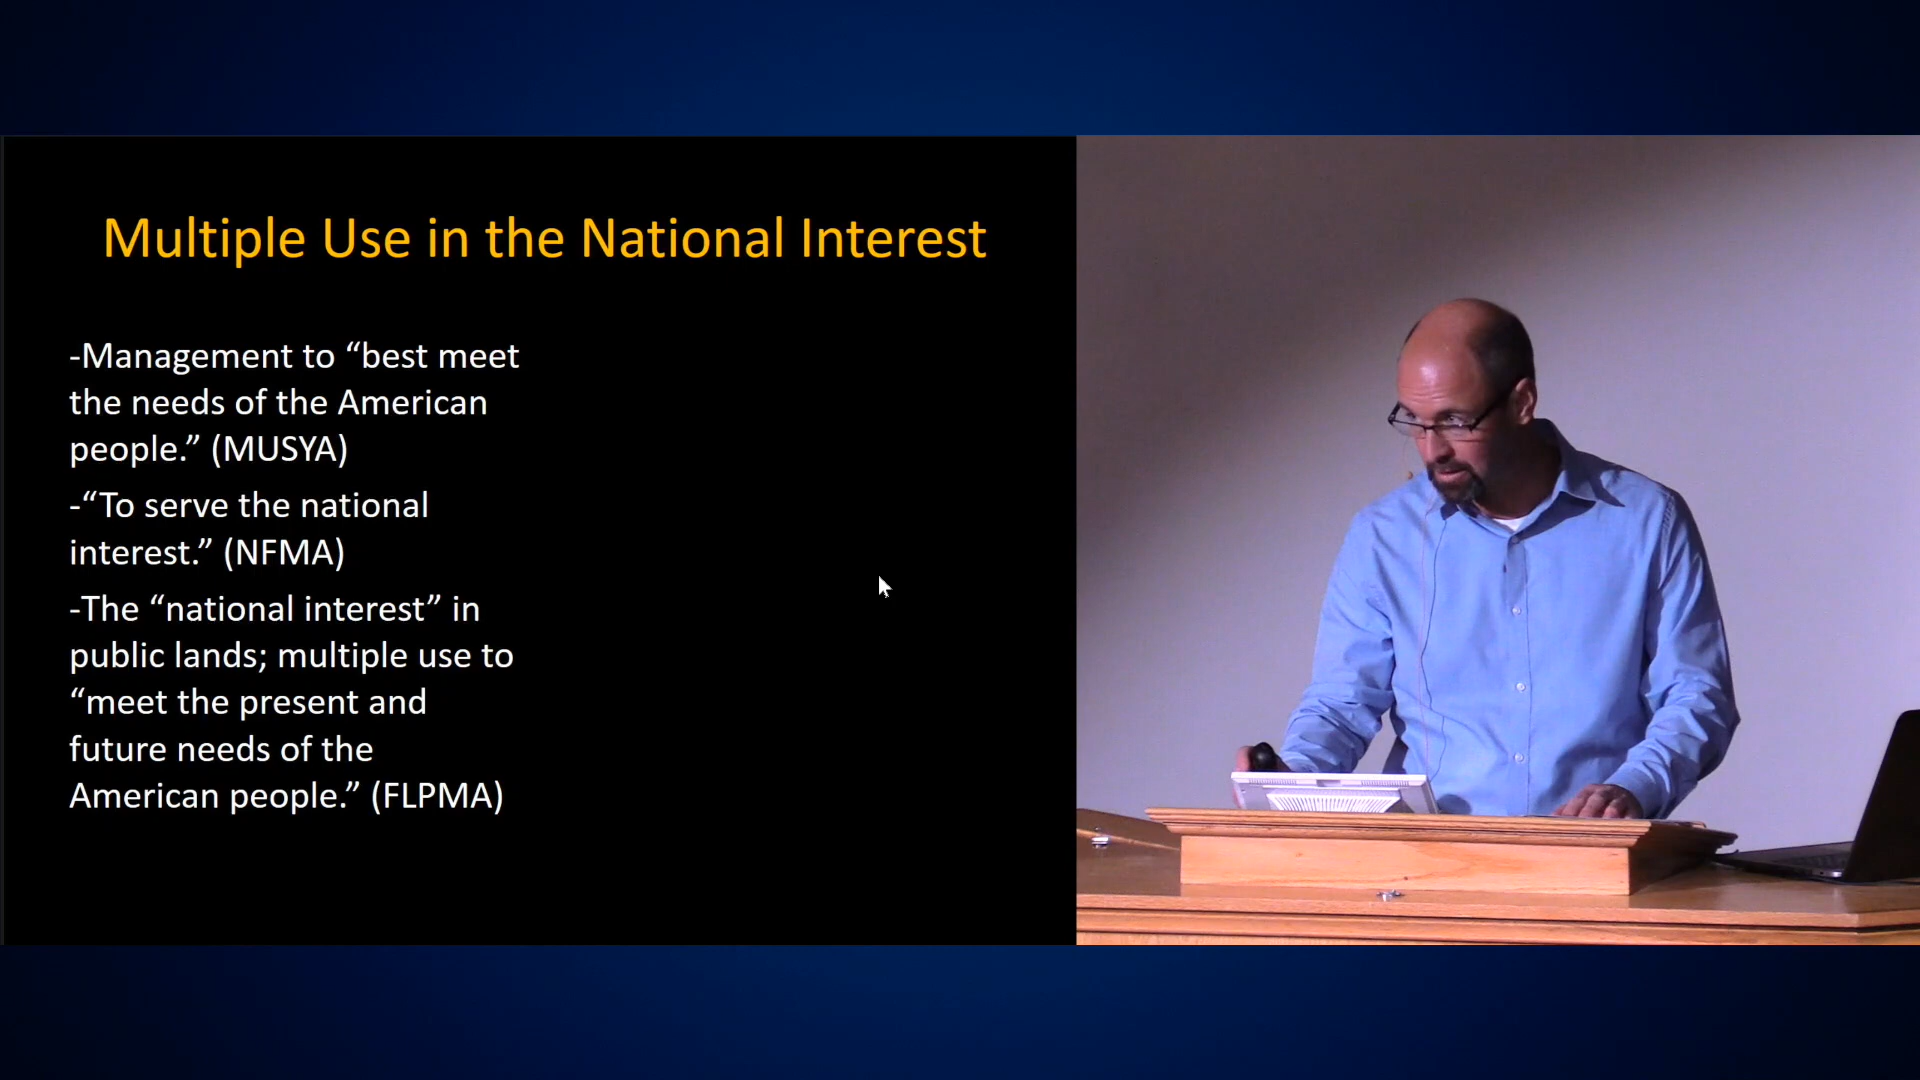 Multiple Use in the National Interest
-Management to “best meet
the needs of the American
people.” (MUSYA)
-“To serve the national
interest.” (NFMA)
-The “national interest” in
public lands; multiple use to
“meet the present and
future needs of the
American people.” (FLPMA)